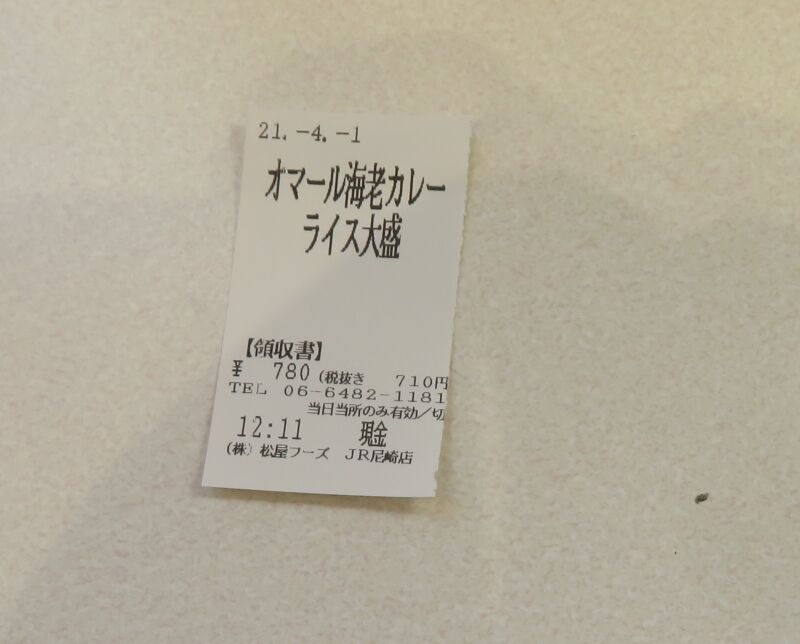 21.-4.-1
オマール海老カレー
ライス大盛
【領収書】
¥ 780 (税抜き 710円
TEL 06-6482-1181
当日当所のみ有効/切
12:11 現金
(株)松屋フーズ JR尼崎店